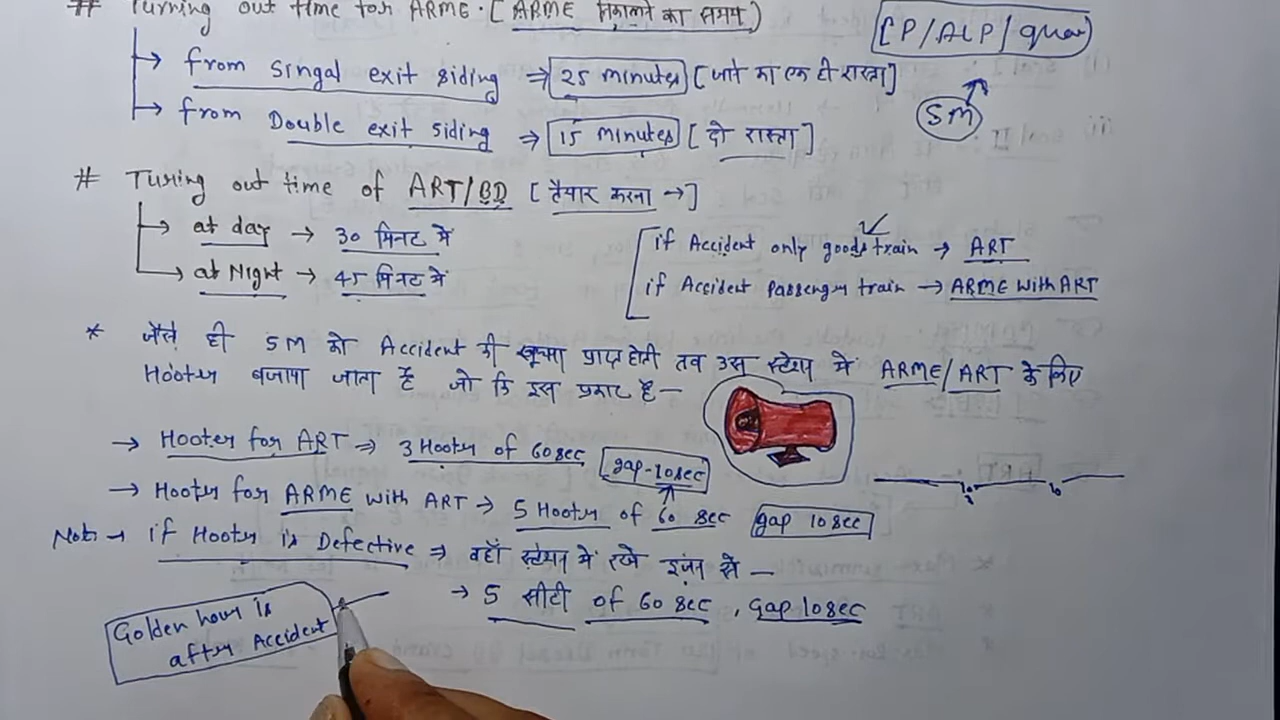 # Turning out time for ARME. [ARME निकालने का समय)
[LP/ALP/guard)
→ from singal exit siding ⇒ 25 minutes [जाने का एक ही रास्ता]
SM
→ from Double exit siding ⇒ 15 minutes [दो रास्ता]
# Turing out time of ART/BD [तैयार करना →]
→ at day → 30 मिनट में
→ at Night → 45 मिनट में
if Accident only goods train → ART
if Accident passenger train → ARME with ART
* जैसे ही SM को Accident की सूचना प्राप्त होती तब उस स्टेशन में ARME/ART के लिए
Hooter बजाया जाता है जो कि इस प्रकार है —
→ Hooter for ART ⇒ 3 Hooter of 60 sec gap-10sec
→ Hooter for ARME with ART → 5 Hooter of 60 sec gap 10 sec
10 10
Note → if Hooter is Defective ⇒ वहाँ स्टेशन में रखे इंजन से —
→ 5 सीटी of 60 sec, gap 10 sec
Golden hour is
after Accident